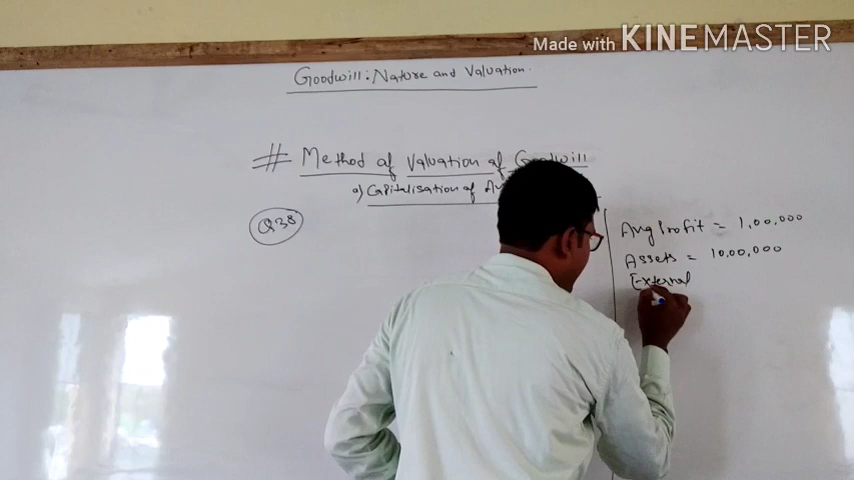 Made with KINEMASTER
Goodwill: Nature and Valuation.
# Method of Valuation of Goodwill
a) Capitalisation of
Q38
Avg Profit = 1,00,000
Assets = 10,00,000
External